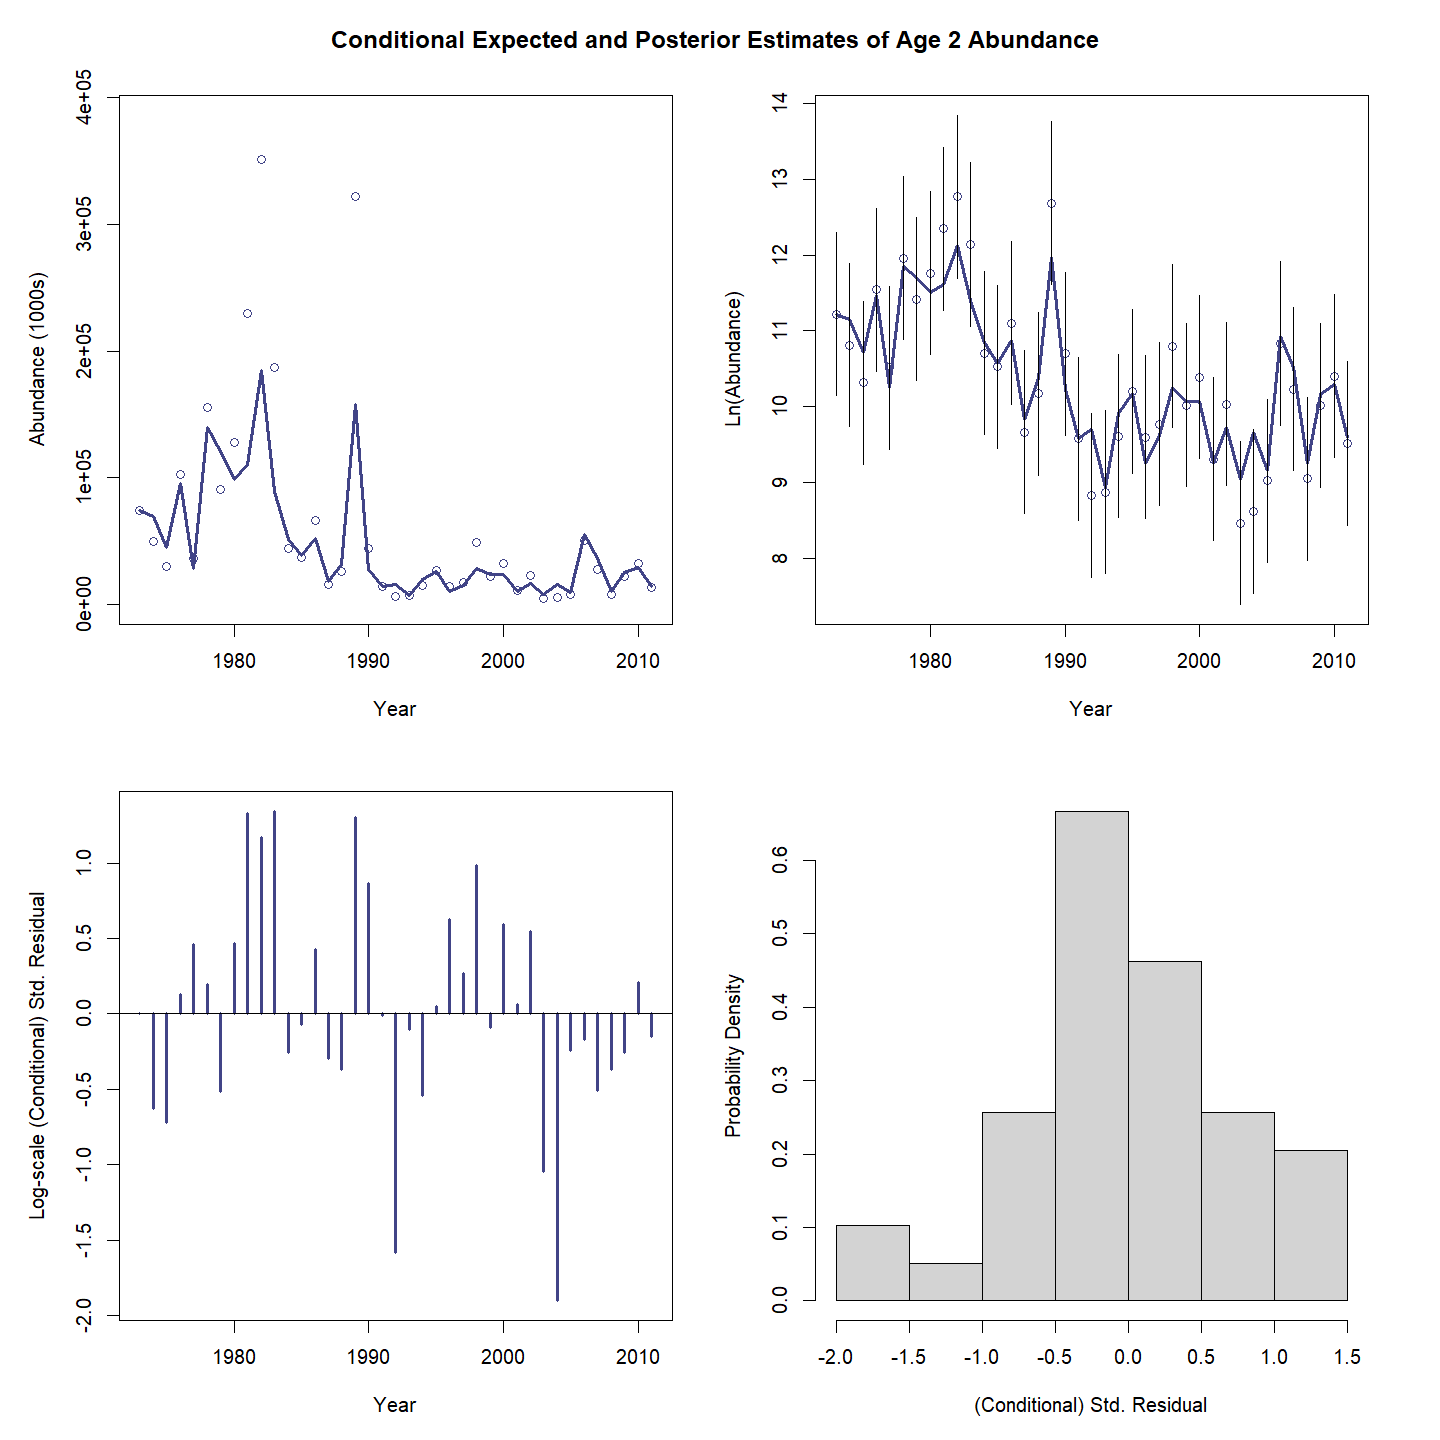 Conditional Expected and Posterior Estimates of Age 2 Abundance
Abundance (1000s)
4e+05
3e+05
2e+05
1e+05
0e+00
1980 1990 2000 2010
Year
Ln(Abundance)
14
13
12
11
10
9
8
1980 1990 2000 2010
Year
Log-scale (Conditional) Std. Residual
1.0
0.5
0.0
-0.5
-1.0
-1.5
-2.0
1980 1990 2000 2010
Year
Probability Density
0.6
0.5
0.4
0.3
0.2
0.1
0.0
-2.0 -1.5 -1.0 -0.5 0.0 0.5 1.0 1.5
(Conditional) Std. Residual